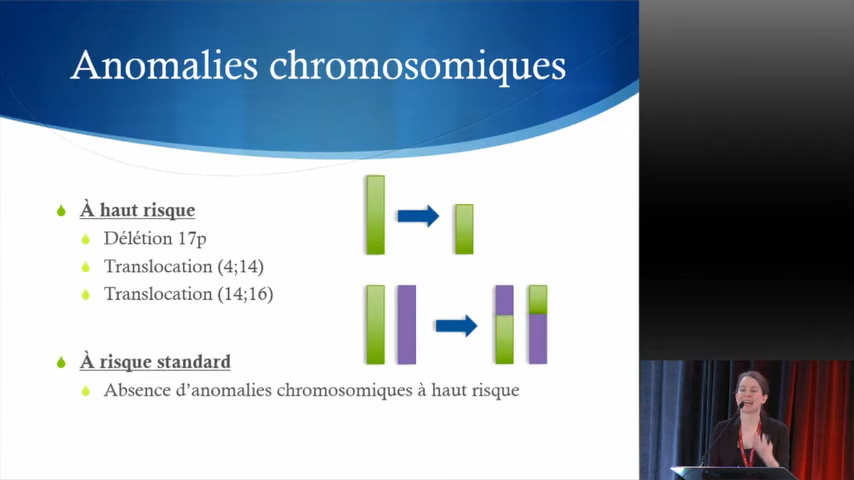 Anomalies chromosomiques
À haut risque
Délétion 17p
Translocation (4;14)
Translocation (14;16)
À risque standard
Absence d'anomalies chromosomiques à haut risque